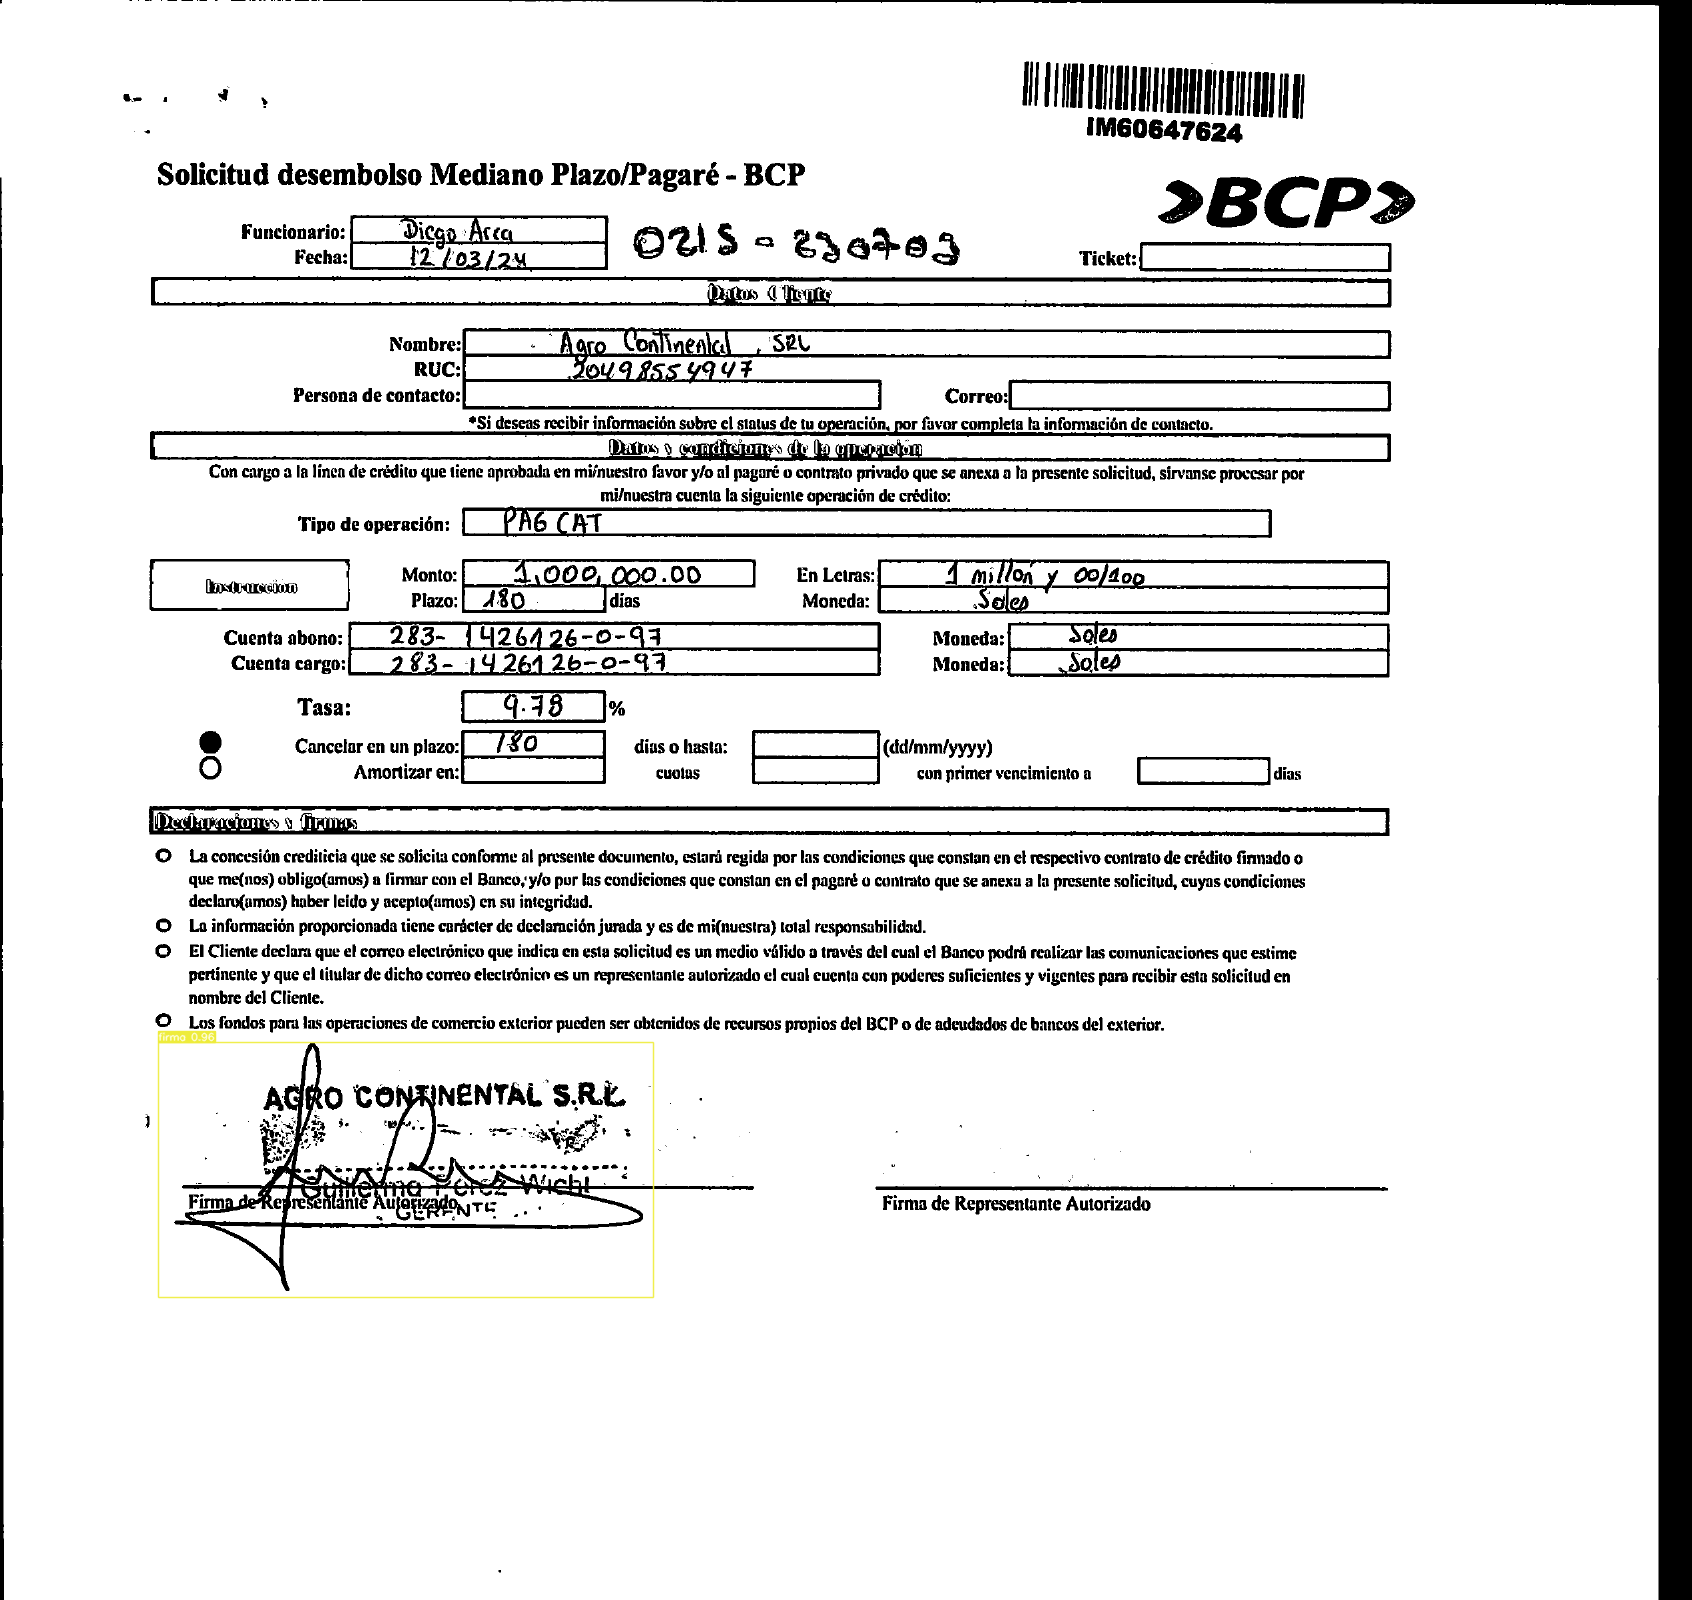 IM60647624
Solicitud desembolso Mediano Plazo/Pagaré - BCP
>BCP>
Funcionario: Diego Arca
0215 - 230703
Fecha: 12/03/24
Ticket:
Datos Cliente
Nombre: Agro Continental, SRL
RUC: 20498554947
Persona de contacto:
Correo:
*Si deseas recibir información sobre el status de tu operación, por favor completa la información de contacto.
Datos y condiciones de la operación
Con cargo a la línea de crédito que tiene aprobada en mi/nuestro favor y/o al pagaré o contrato privado que se anexa a la presente solicitud, sírvanse procesar por
mi/nuestra cuenta la siguiente operación de crédito:
Tipo de operación: PAG CAT
Instrucción
Monto: 1,000,000.00 En Letras: 1 millón y 00/100
Plazo: 180 días Moneda: Soles
Cuenta abono: 283-1426126-0-97 Moneda: Soles
Cuenta cargo: 283-1426126-0-97 Moneda: Soles
Tasa: 9.78 %
Cancelar en un plazo: 180 días o hasta: (dd/mm/yyyy)
Amortizar en: cuotas con primer vencimiento a días
Declaraciones y firmas
La concesión crediticia que se solicita conforme al presente documento, estará regida por las condiciones que constan en el respectivo contrato de crédito firmado o
que me(nos) obligo(amos) a firmar con el Banco, y/o por las condiciones que constan en el pagaré o contrato que se anexa a la presente solicitud, cuyas condiciones
declaro(amos) haber leído y acepto(amos) en su integridad.
La información proporcionada tiene carácter de declaración jurada y es de mi(nuestra) total responsabilidad.
El Cliente declara que el correo electrónico que indica en esta solicitud es un medio válido a través del cual el Banco podrá realizar las comunicaciones que estime
pertinente y que el titular de dicho correo electrónico es un representante autorizado el cual cuenta con poderes suficientes y vigentes para recibir esta solicitud en
nombre del Cliente.
Los fondos para las operaciones de comercio exterior pueden ser obtenidos de recursos propios del BCP o de adeudados de bancos del exterior.
firma 0.96
AGRO CONTINENTAL S.R.L.
Guillermo Perez Wichi
GERENTE
Firma de Representante Autorizado
Firma de Representante Autorizado